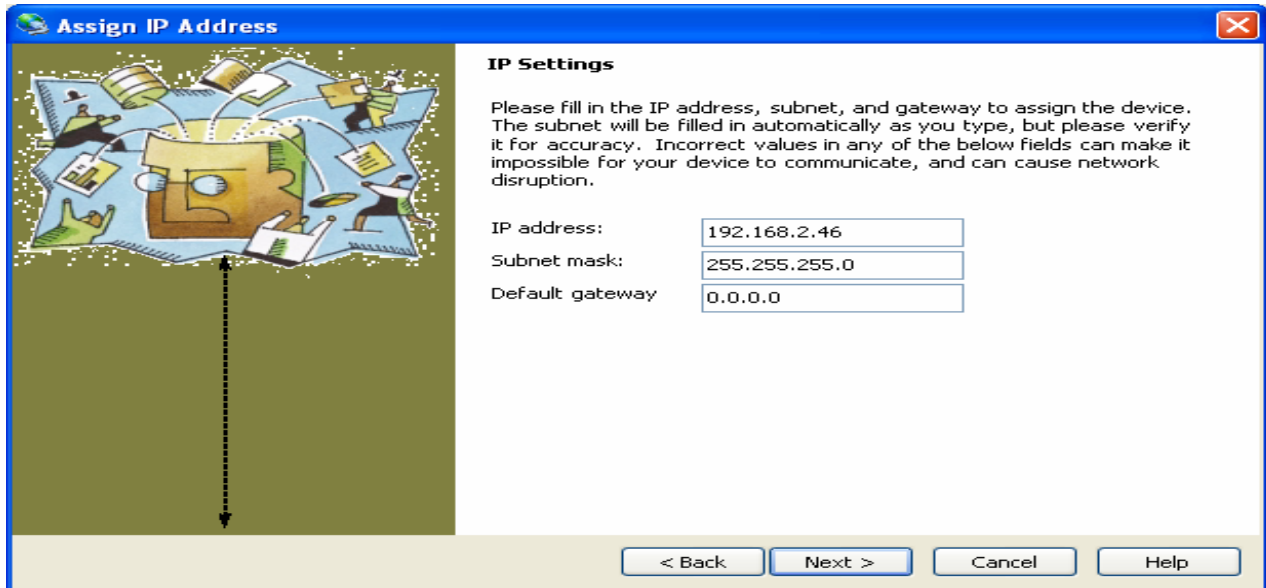 Assign IP Address
IP Settings
Please fill in the IP address, subnet, and gateway to assign the device.
The subnet will be filled in automatically as you type, but please verify
it for accuracy.  Incorrect values in any of the below fields can make it
impossible for your device to communicate, and can cause network
disruption.
IP address: 192.168.2.46
Subnet mask: 255.255.255.0
Default gateway 0.0.0.0
< Back Next > Cancel Help